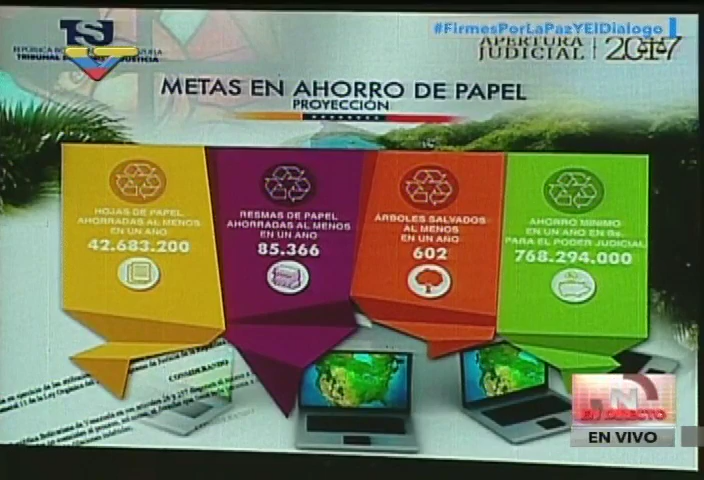 #FirmesPorLaPazYElDialogo
TSJ
TRIBUNAL
JUSTICIA
APERTURA
JUDICIAL
2017
METAS EN AHORRO DE PAPEL
PROYECCIÓN
HOJAS DE PAPEL
AHORRADAS AL MENOS
EN UN AÑO
42.683.200
RESMAS DE PAPEL
AHORRADAS AL MENOS
EN UN AÑO
85.366
ÁRBOLES SALVADOS
AL MENOS
EN UN AÑO
602
AHORRO MÍNIMO
EN UN AÑO EN Bs.
PARA EL PODER JUDICIAL
768.294.000
CONSIDERANDO
EN DIRECTO
EN VIVO